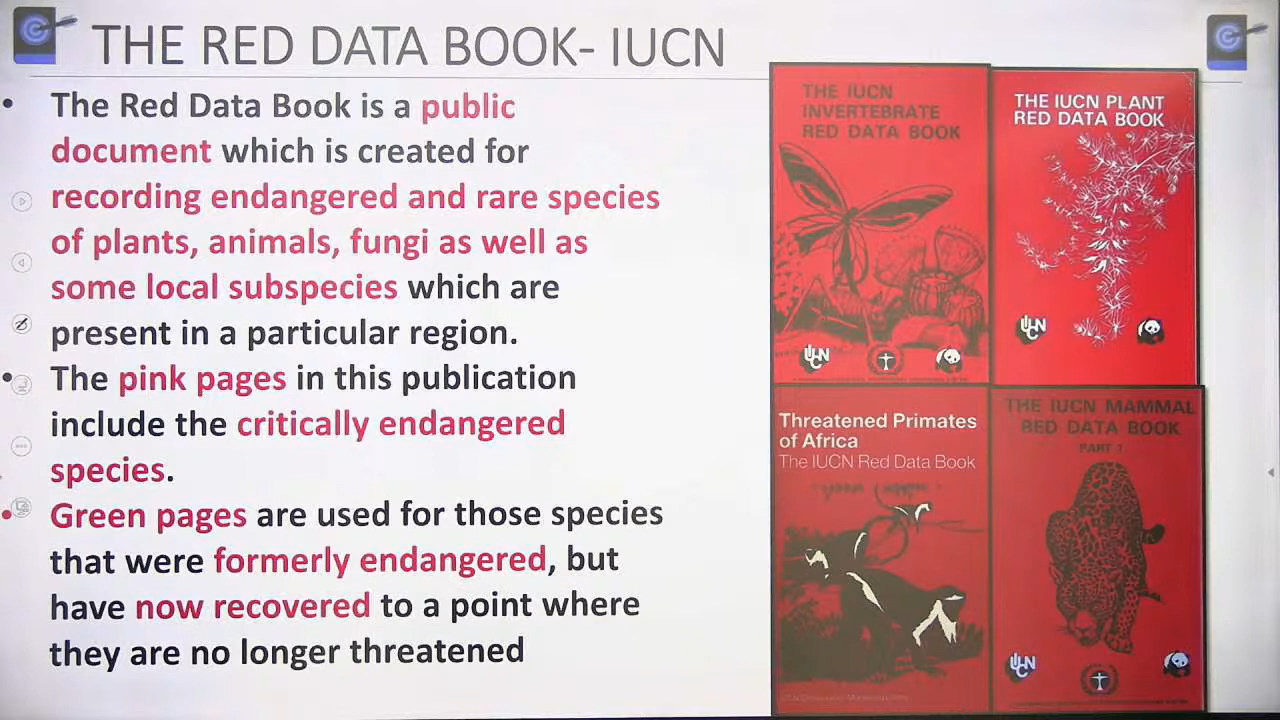 THE RED DATA BOOK- IUCN
• The Red Data Book is a public
document which is created for
recording endangered and rare species
of plants, animals, fungi as well as
some local subspecies which are
present in a particular region.
• The pink pages in this publication
include the critically endangered
species.
• Green pages are used for those species
that were formerly endangered, but
have now recovered to a point where
they are no longer threatened
THE IUCN
INVERTEBRATE
RED DATA BOOK
IUCN
THE IUCN PLANT
RED DATA BOOK
IUCN
Threatened Primates
of Africa
The IUCN Red Data Book
THE IUCN MAMMAL
RED DATA BOOK
PART 1
IUCN